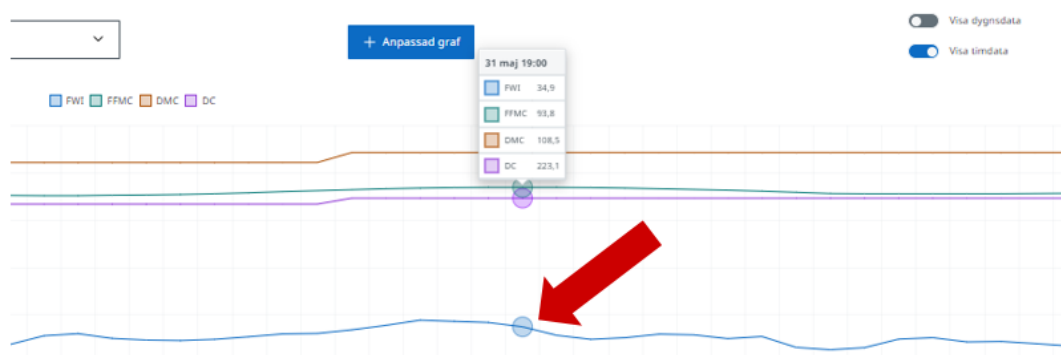 Visa dygnsdata
+ Anpassad graf
Visa timdata
31 maj 19:00
FWI 34,9
FFMC 93,8
DMC 108,5
DC 223,1
FWI FFMC DMC DC